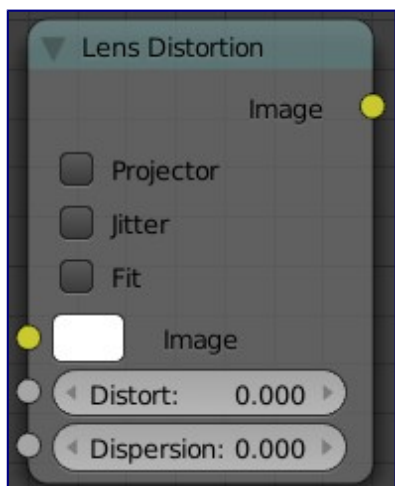 Lens Distortion
Image
Projector
Jitter
Fit
Image
Distort: 0.000
Dispersion: 0.000